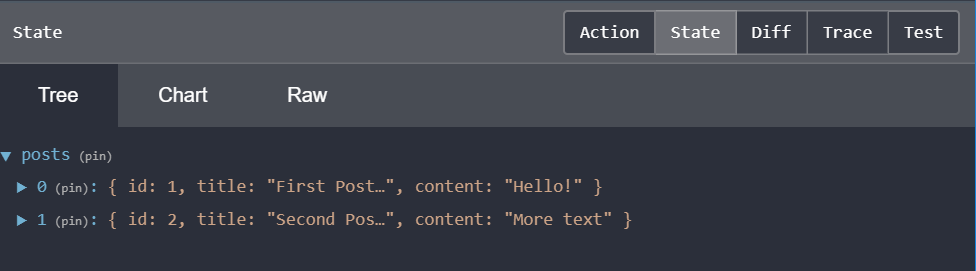 State Action State Diff Trace Test
Tree Chart Raw
▼ posts (pin)
▶ 0 (pin): { id: 1, title: "First Post…", content: "Hello!" }
▶ 1 (pin): { id: 2, title: "Second Pos…", content: "More text" }